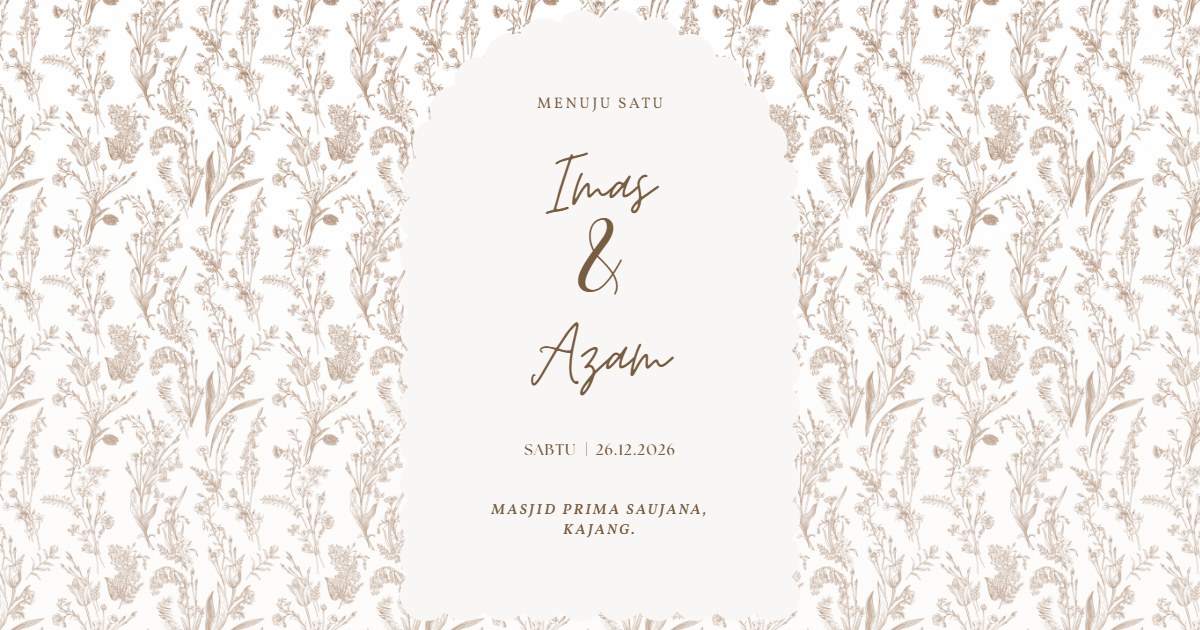 MENUJU SATU
Imas
&
Azam
SABTU | 26.12.2026
MASJID PRIMA SAUJANA,
KAJANG.